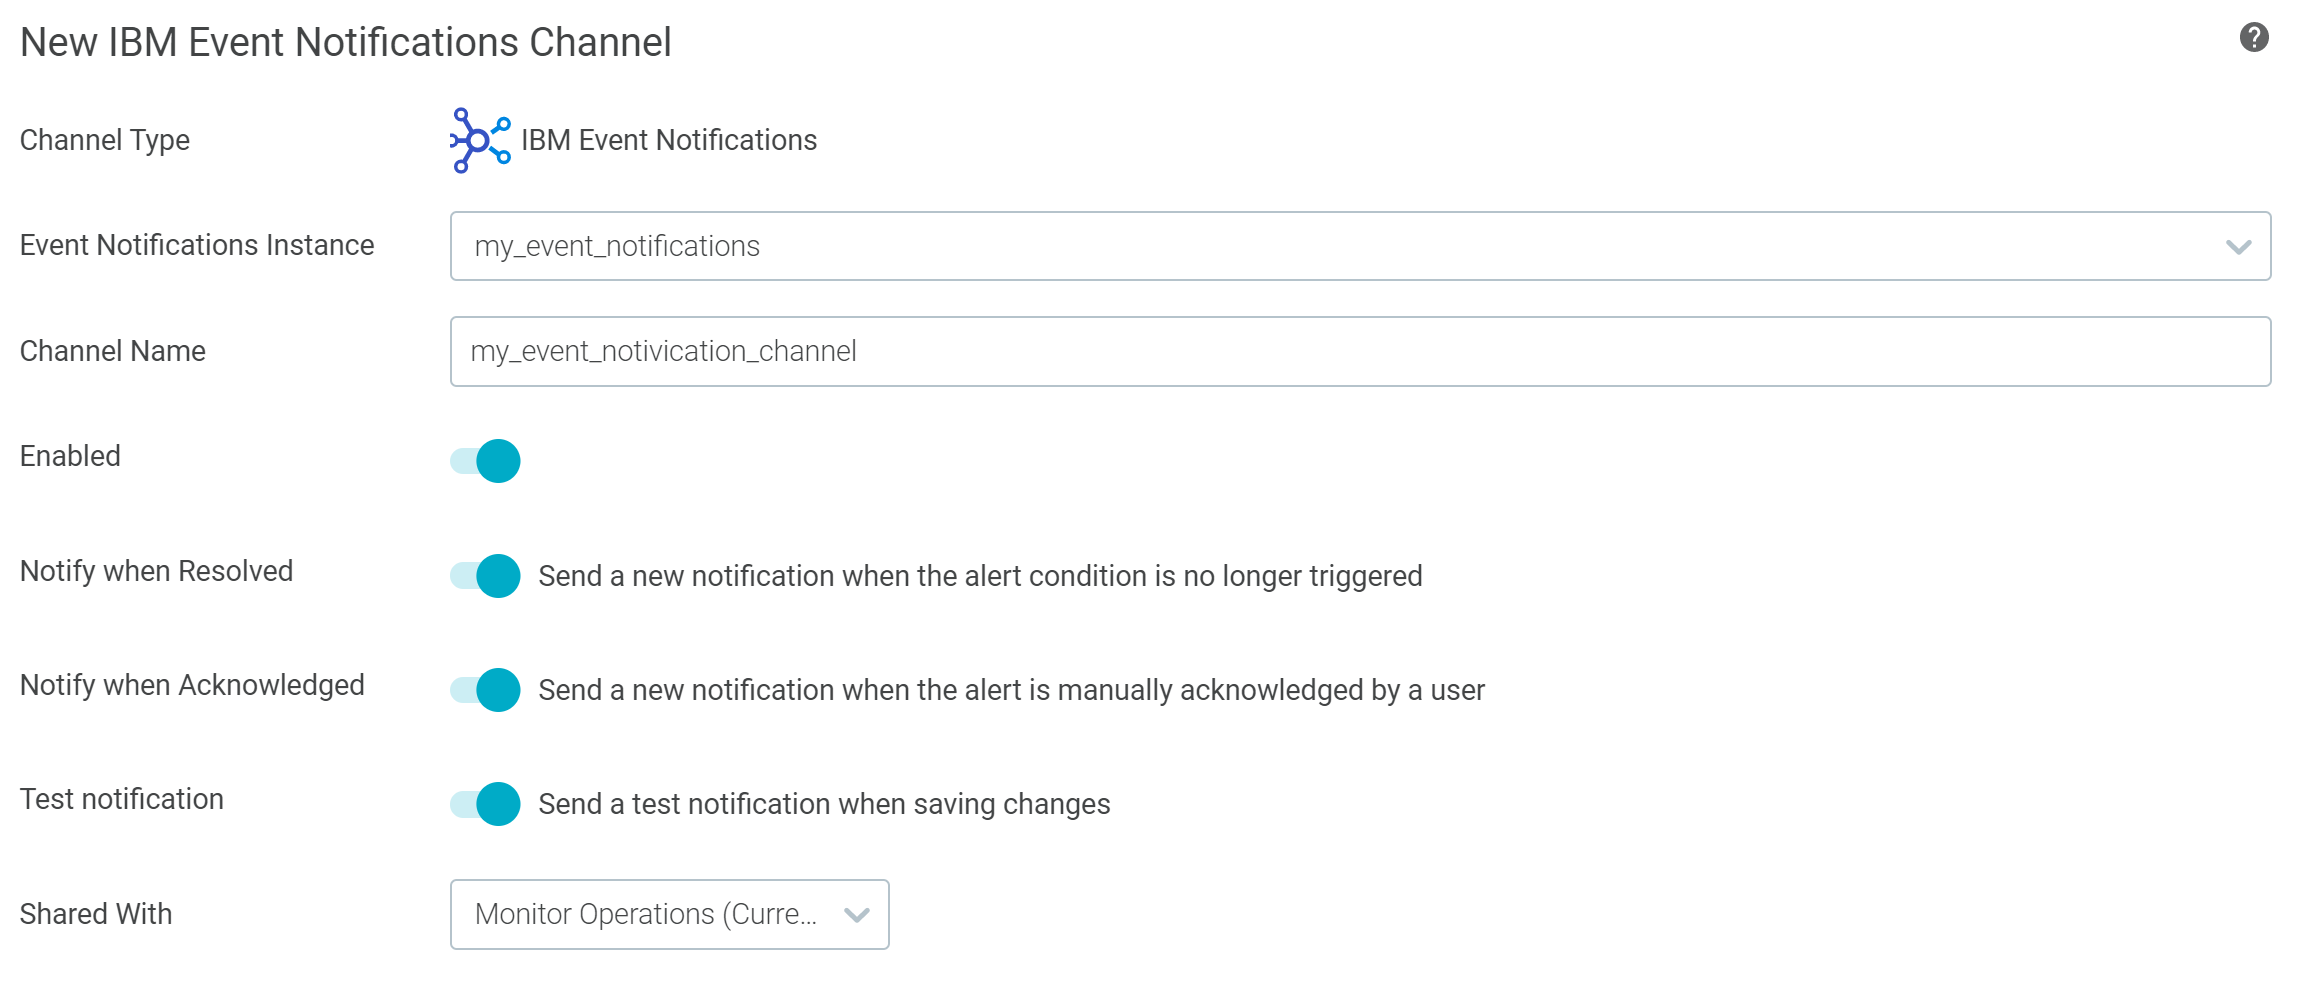 New IBM Event Notifications Channel
?
Channel Type
IBM Event Notifications
Event Notifications Instance
my_event_notifications
Channel Name
my_event_notivication_channel
Enabled
Notify when Resolved
Send a new notification when the alert condition is no longer triggered
Notify when Acknowledged
Send a new notification when the alert is manually acknowledged by a user
Test notification
Send a test notification when saving changes
Shared With
Monitor Operations (Curre...